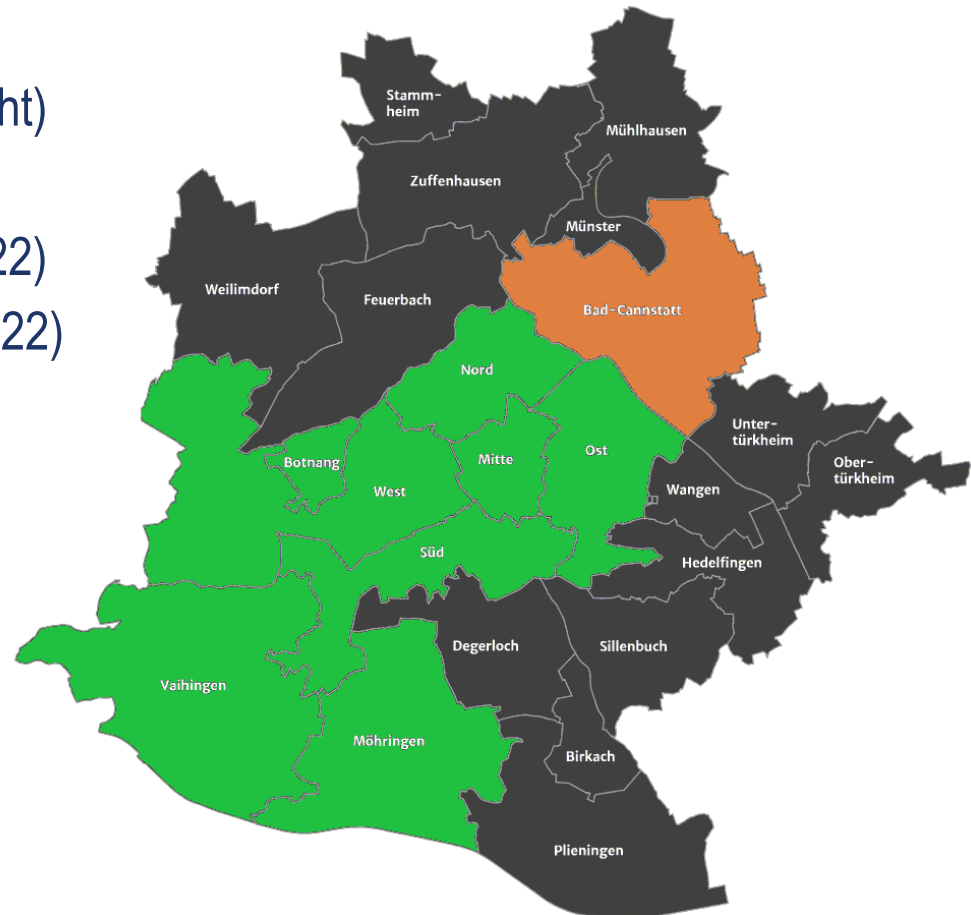 ht)
22)
22)
Stamm-
heim
Mühlhausen
Zuffenhausen
Münster
Weilimdorf
Feuerbach
Bad-Cannstatt
Nord
Unter-
türkheim
Botnang
Mitte
Ost
Ober-
türkheim
West
Wangen
Süd
Hedelfingen
Degerloch
Sillenbuch
Vaihingen
Möhringen
Birkach
Plieningen